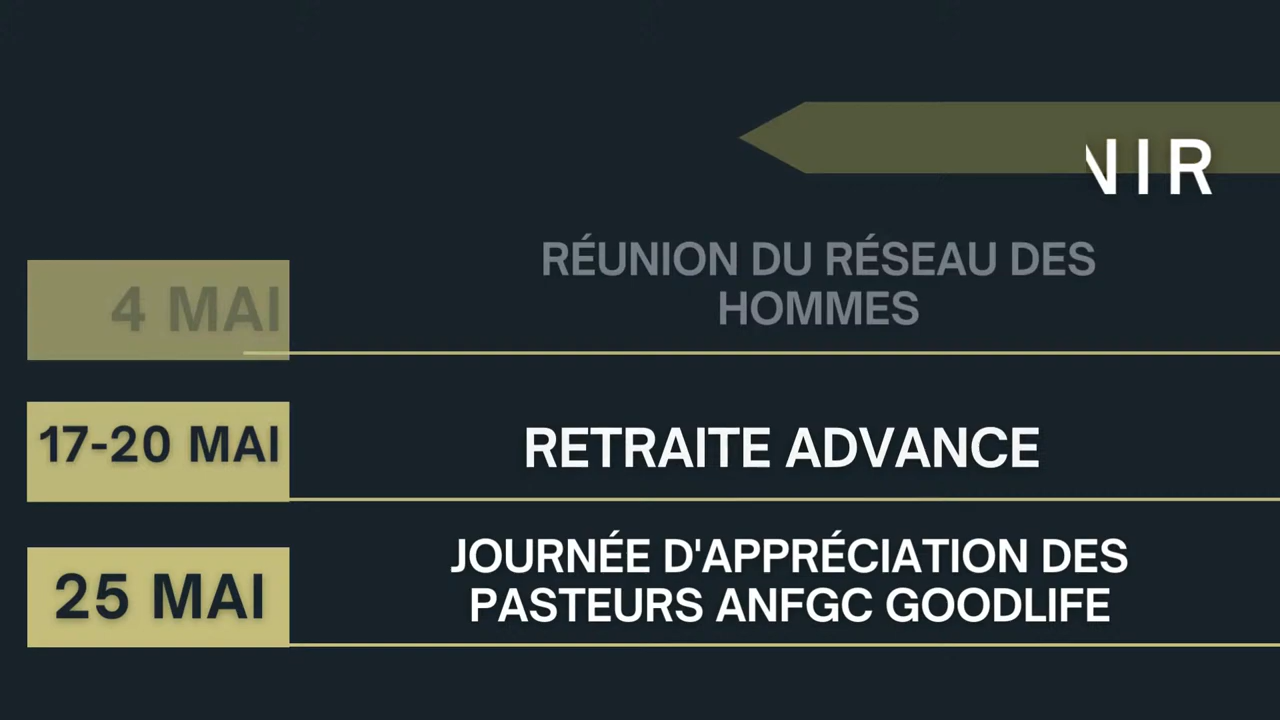 NIR
4 MAI
RÉUNION DU RÉSEAU DES
HOMMES
17-20 MAI
RETRAITE ADVANCE
25 MAI
JOURNÉE D'APPRÉCIATION DES
PASTEURS ANFGC GOODLIFE